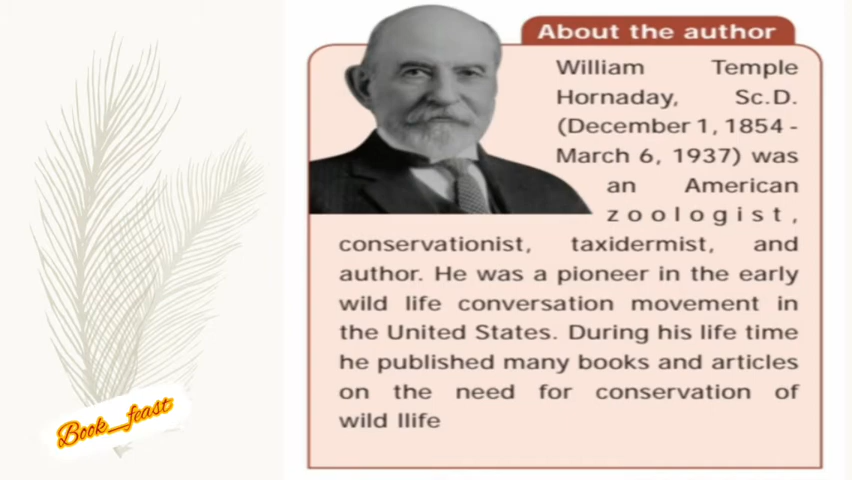 About the author
William Temple
Hornaday, Sc.D.
(December 1, 1854 -
March 6, 1937) was
an American
zoologist,
conservationist, taxidermist, and
author. He was a pioneer in the early
wild life conversation movement in
the United States. During his life time
he published many books and articles
on the need for conservation of
wild Llife
Book_feast